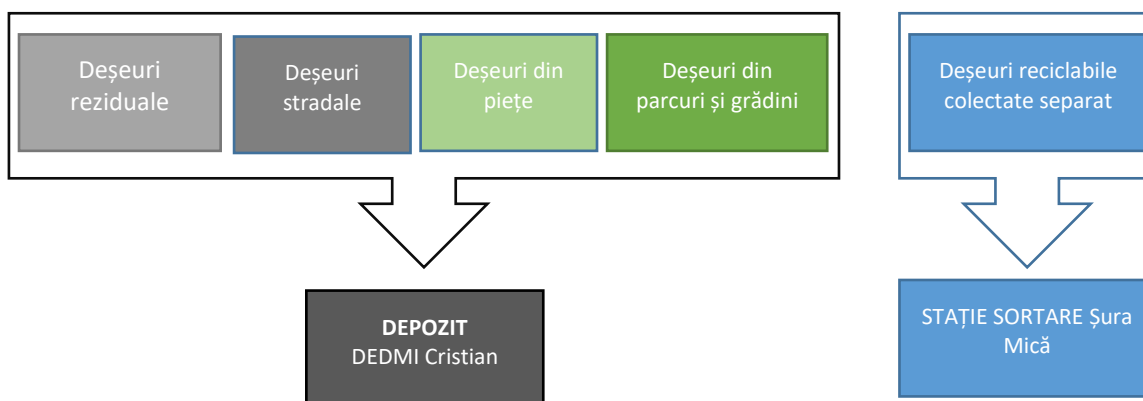 Deșeuri
reziduale
Deșeuri
stradale
Deșeuri din
piețe
Deșeuri din
parcuri și grădini
Deșeuri reciclabile
colectate separat
DEPOZIT
DEDMI Cristian
STAȚIE SORTARE Șura
Mică